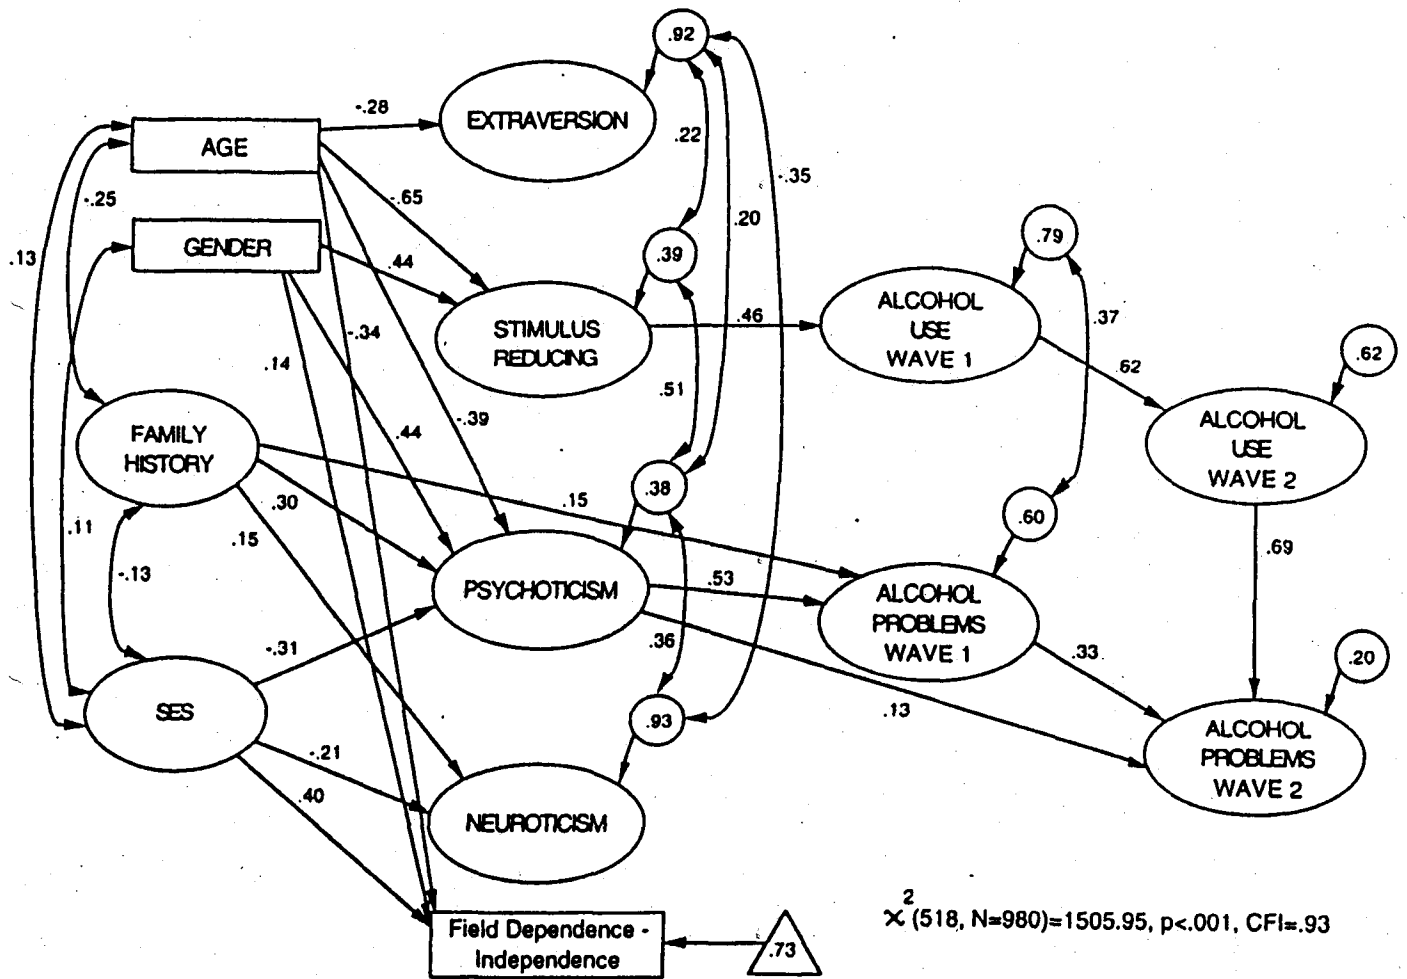 .92
EXTRAVERSION
-.28
AGE
.22
-.35
-.25
-.65
.20
GENDER
.79
.13
.44
.39
ALCOHOL
USE
WAVE 1
STIMULUS
REDUCING
.46
.37
-.34
.14
.62
.62
.51
ALCOHOL
USE
WAVE 2
FAMILY
HISTORY
.44
-.39
.38
.30
.15
.60
.11
.15
.69
-.13
PSYCHOTICISM
.53
ALCOHOL
PROBLEMS
WAVE 1
-.31
.36
.33
.20
SES
.93
.13
ALCOHOL
PROBLEMS
WAVE 2
-.21
.40
NEUROTICISM
Field Dependence -
Independence
.73
χ2 (518, N=980)=1505.95, p<.001, CFI=.93